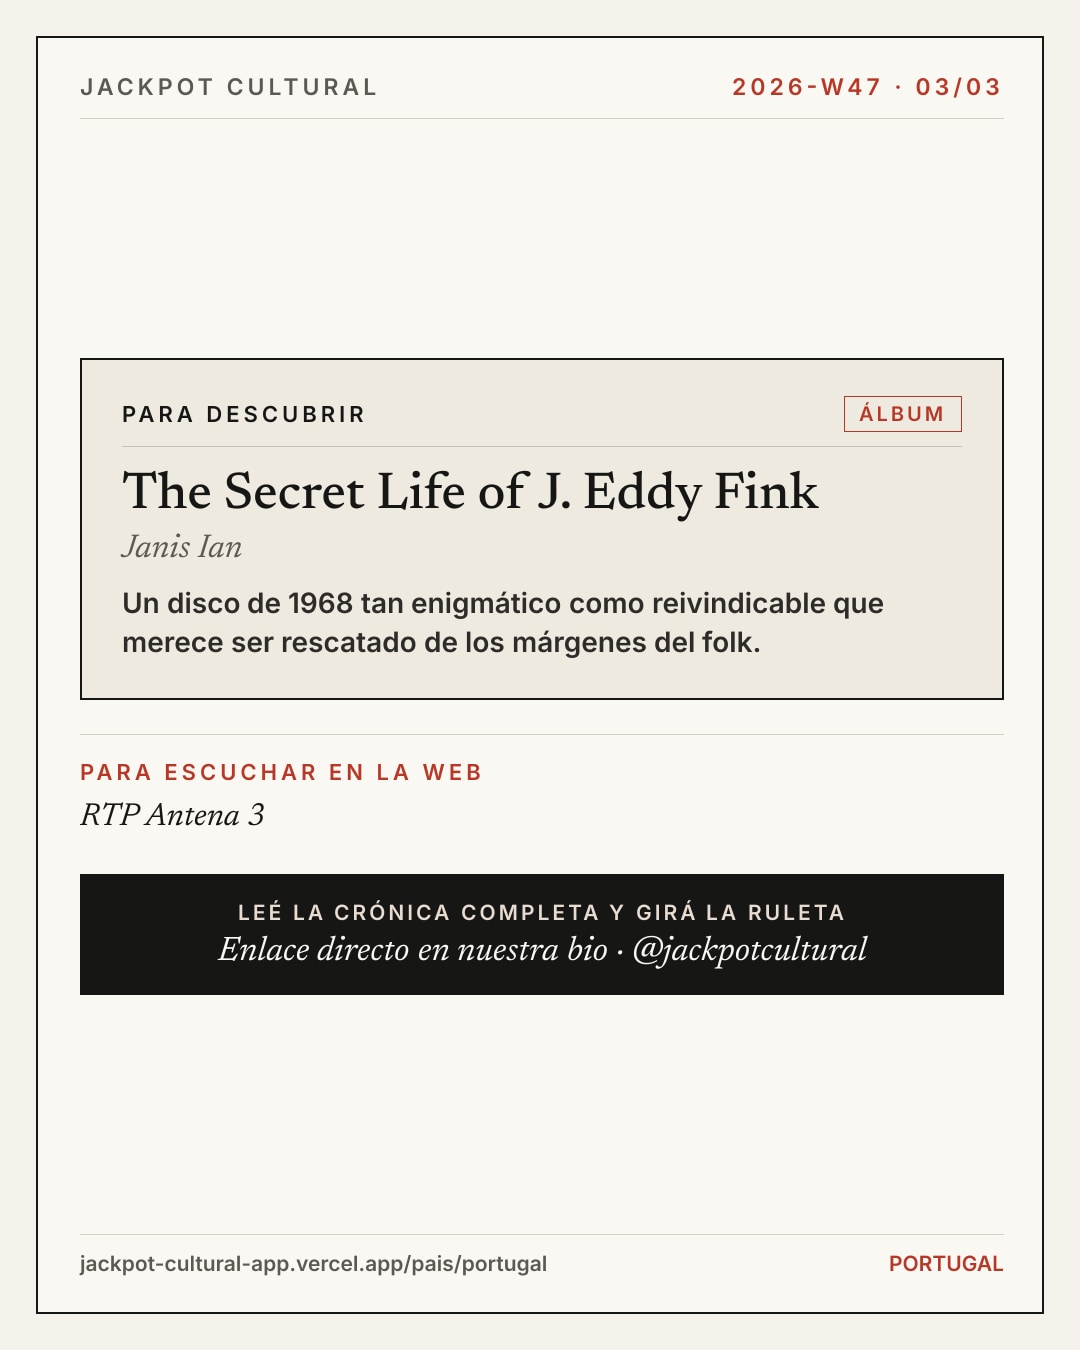 JACKPOT CULTURAL
2026-W47 · 03/03
PARA DESCUBRIR
ÁLBUM
The Secret Life of J. Eddy Fink
Janis Ian
Un disco de 1968 tan enigmático como reivindicable que
merece ser rescatado de los márgenes del folk.
PARA ESCUCHAR EN LA WEB
RTP Antena 3
LEÉ LA CRÓNICA COMPLETA Y GIRÁ LA RULETA
Enlace directo en nuestra bio · @jackpotcultural
jackpot-cultural-app.vercel.app/pais/portugal
PORTUGAL